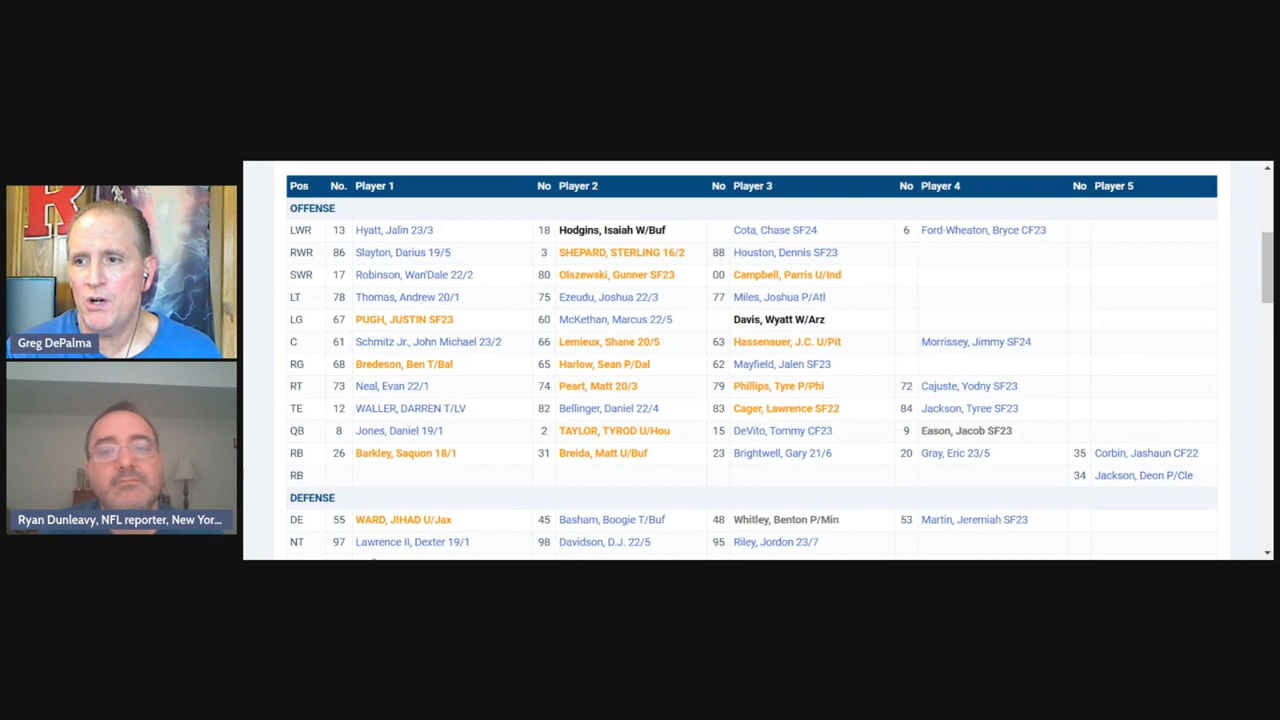 R
Greg DePalma
Ryan Dunleavy, NFL reporter, New Yor...
Pos No. Player 1 No Player 2 No Player 3 No Player 4 No Player 5
OFFENSE
LWR 13 Hyatt, Jalin 23/3 18 Hodgins, Isaiah W/Buf Cota, Chase SF24 6 Ford-Wheaton, Bryce CF23
RWR 86 Slayton, Darius 19/5 3 SHEPARD, STERLING 16/2 88 Houston, Dennis SF23
SWR 17 Robinson, Wan'Dale 22/2 80 Olszewski, Gunner SF23 00 Campbell, Parris U/Ind
LT 78 Thomas, Andrew 20/1 75 Ezeudu, Joshua 22/3 77 Miles, Joshua P/Atl
LG 67 PUGH, JUSTIN SF23 60 McKethan, Marcus 22/5 Davis, Wyatt W/Arz
C 61 Schmitz Jr., John Michael 23/2 66 Lemieux, Shane 20/5 63 Hassenauer, J.C. U/Pit Morrissey, Jimmy SF24
RG 68 Bredeson, Ben T/Bal 65 Harlow, Sean P/Dal 62 Mayfield, Jalen SF23
RT 73 Neal, Evan 22/1 74 Peart, Matt 20/3 79 Phillips, Tyre P/Phi 72 Cajuste, Yodny SF23
TE 12 WALLER, DARREN T/LV 82 Bellinger, Daniel 22/4 83 Cager, Lawrence SF22 84 Jackson, Tyree SF23
QB 8 Jones, Daniel 19/1 2 TAYLOR, TYROD U/Hou 15 DeVito, Tommy CF23 9 Eason, Jacob SF23
RB 26 Barkley, Saquon 18/1 31 Breida, Matt U/Buf 23 Brightwell, Gary 21/6 20 Gray, Eric 23/5 35 Corbin, Jashaun CF22
RB 34 Jackson, Deon P/Cle
DEFENSE
DE 55 WARD, JIHAD U/Jax 45 Basham, Boogie T/Buf 48 Whitley, Benton P/Min 53 Martin, Jeremiah SF23
NT 97 Lawrence II, Dexter 19/1 98 Davidson, D.J. 22/5 95 Riley, Jordon 23/7